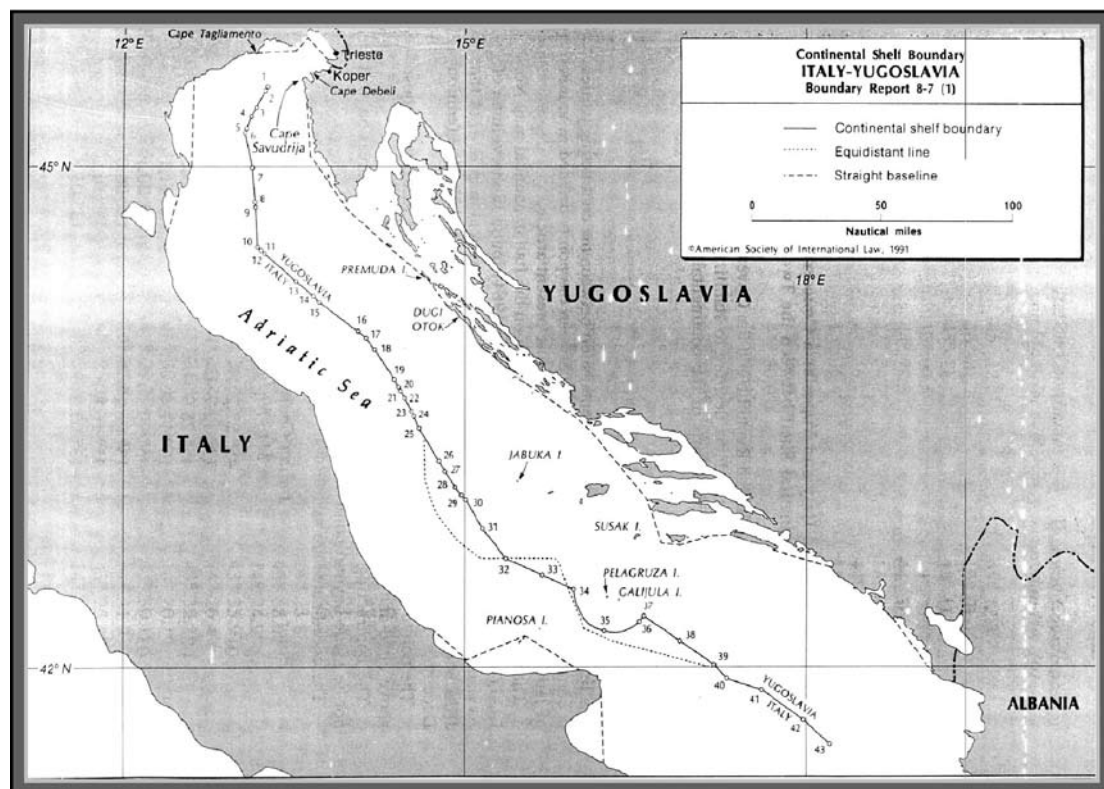 12° E
15° E
Cape Tagliamento
Trieste
Koper
Cape Debeli
Cape
Savudrija
Continental Shelf Boundary
ITALY-YUGOSLAVIA
Boundary Report 8-7 (1)
Continental shelf boundary
Equidistant line
Straight baseline
0
50
100
Nautical miles
©American Society of International Law, 1991
45° N
18° E
1
2
3
4
5
6
7
8
9
10
11
12
YUGOSLAVIA
ITALY
13
14
15
16
17
18
19
20
21
22
23
24
25
26
27
28
29
30
31
32
33
34
35
36
37
38
39
40
41
42
43
PREMUDA I.
DUGI
OTOK
YUGOSLAVIA
Adriatic Sea
ITALY
JABUKA I
SUSAK I.
PELAGRUZA I.
GALIJULA I.
PIANOSA I.
42° N
YUGOSLAVIA
ITALY
ALBANIA